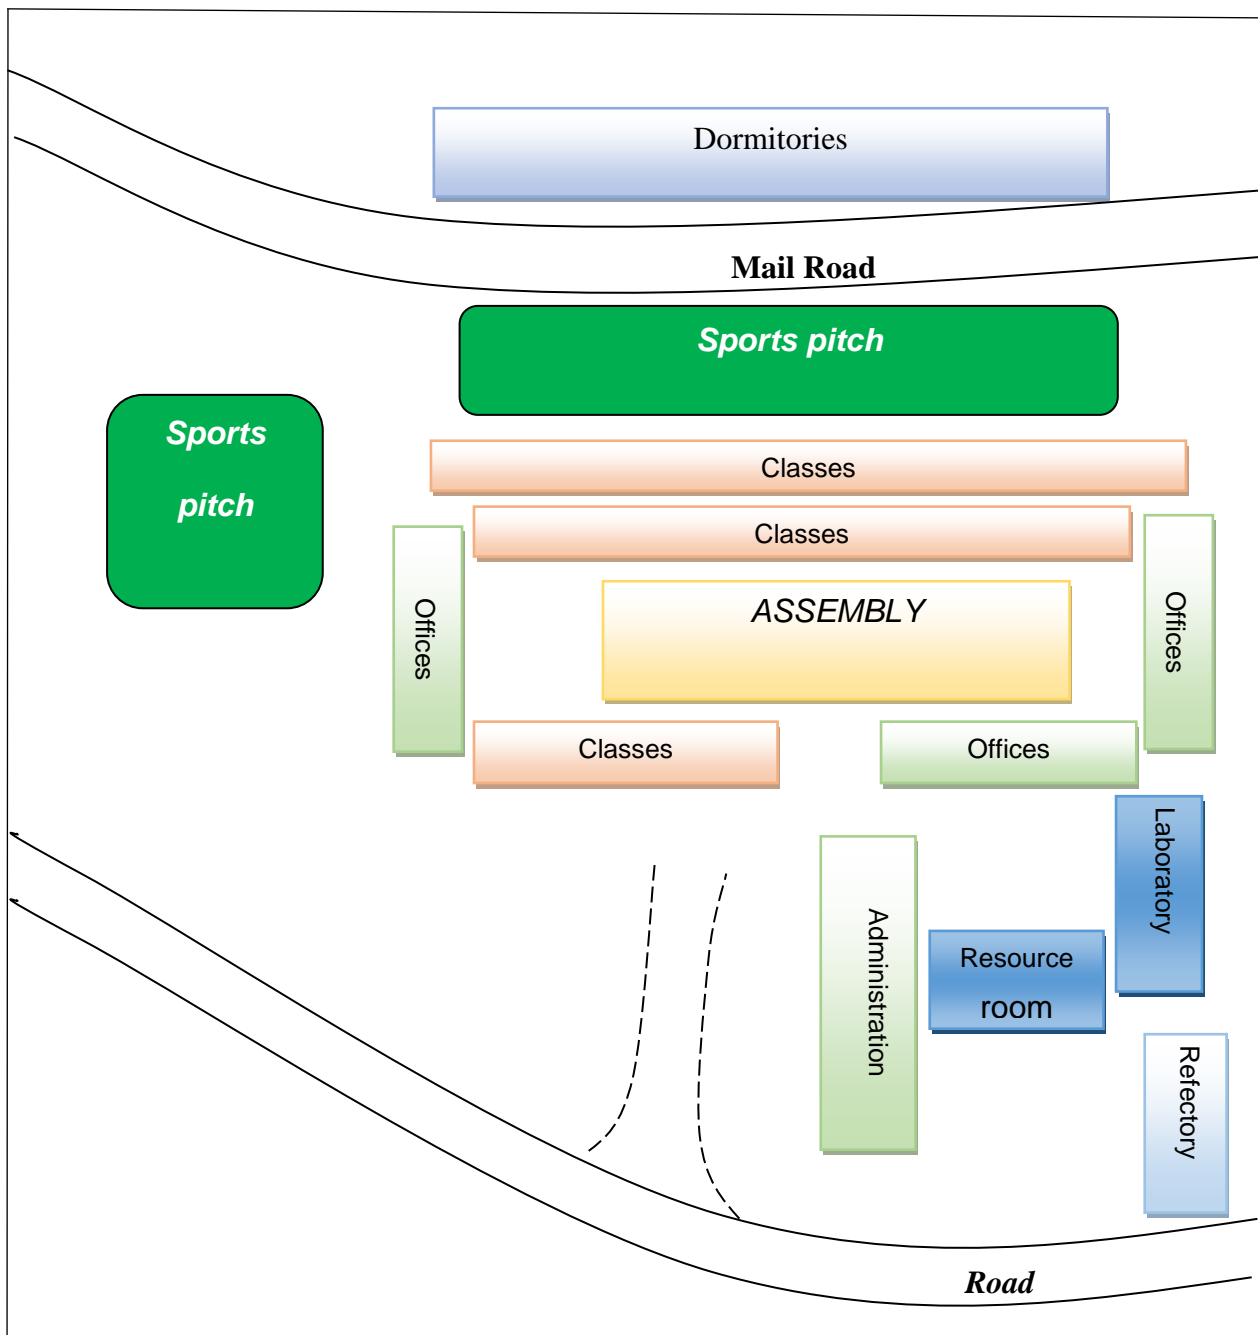 Dormitories
Mail Road
Sports pitch
Sports
pitch
Classes
Classes
Offices
ASSEMBLY
Offices
Classes
Offices
Laboratory
Administration
Resource
room
Refectory
Road